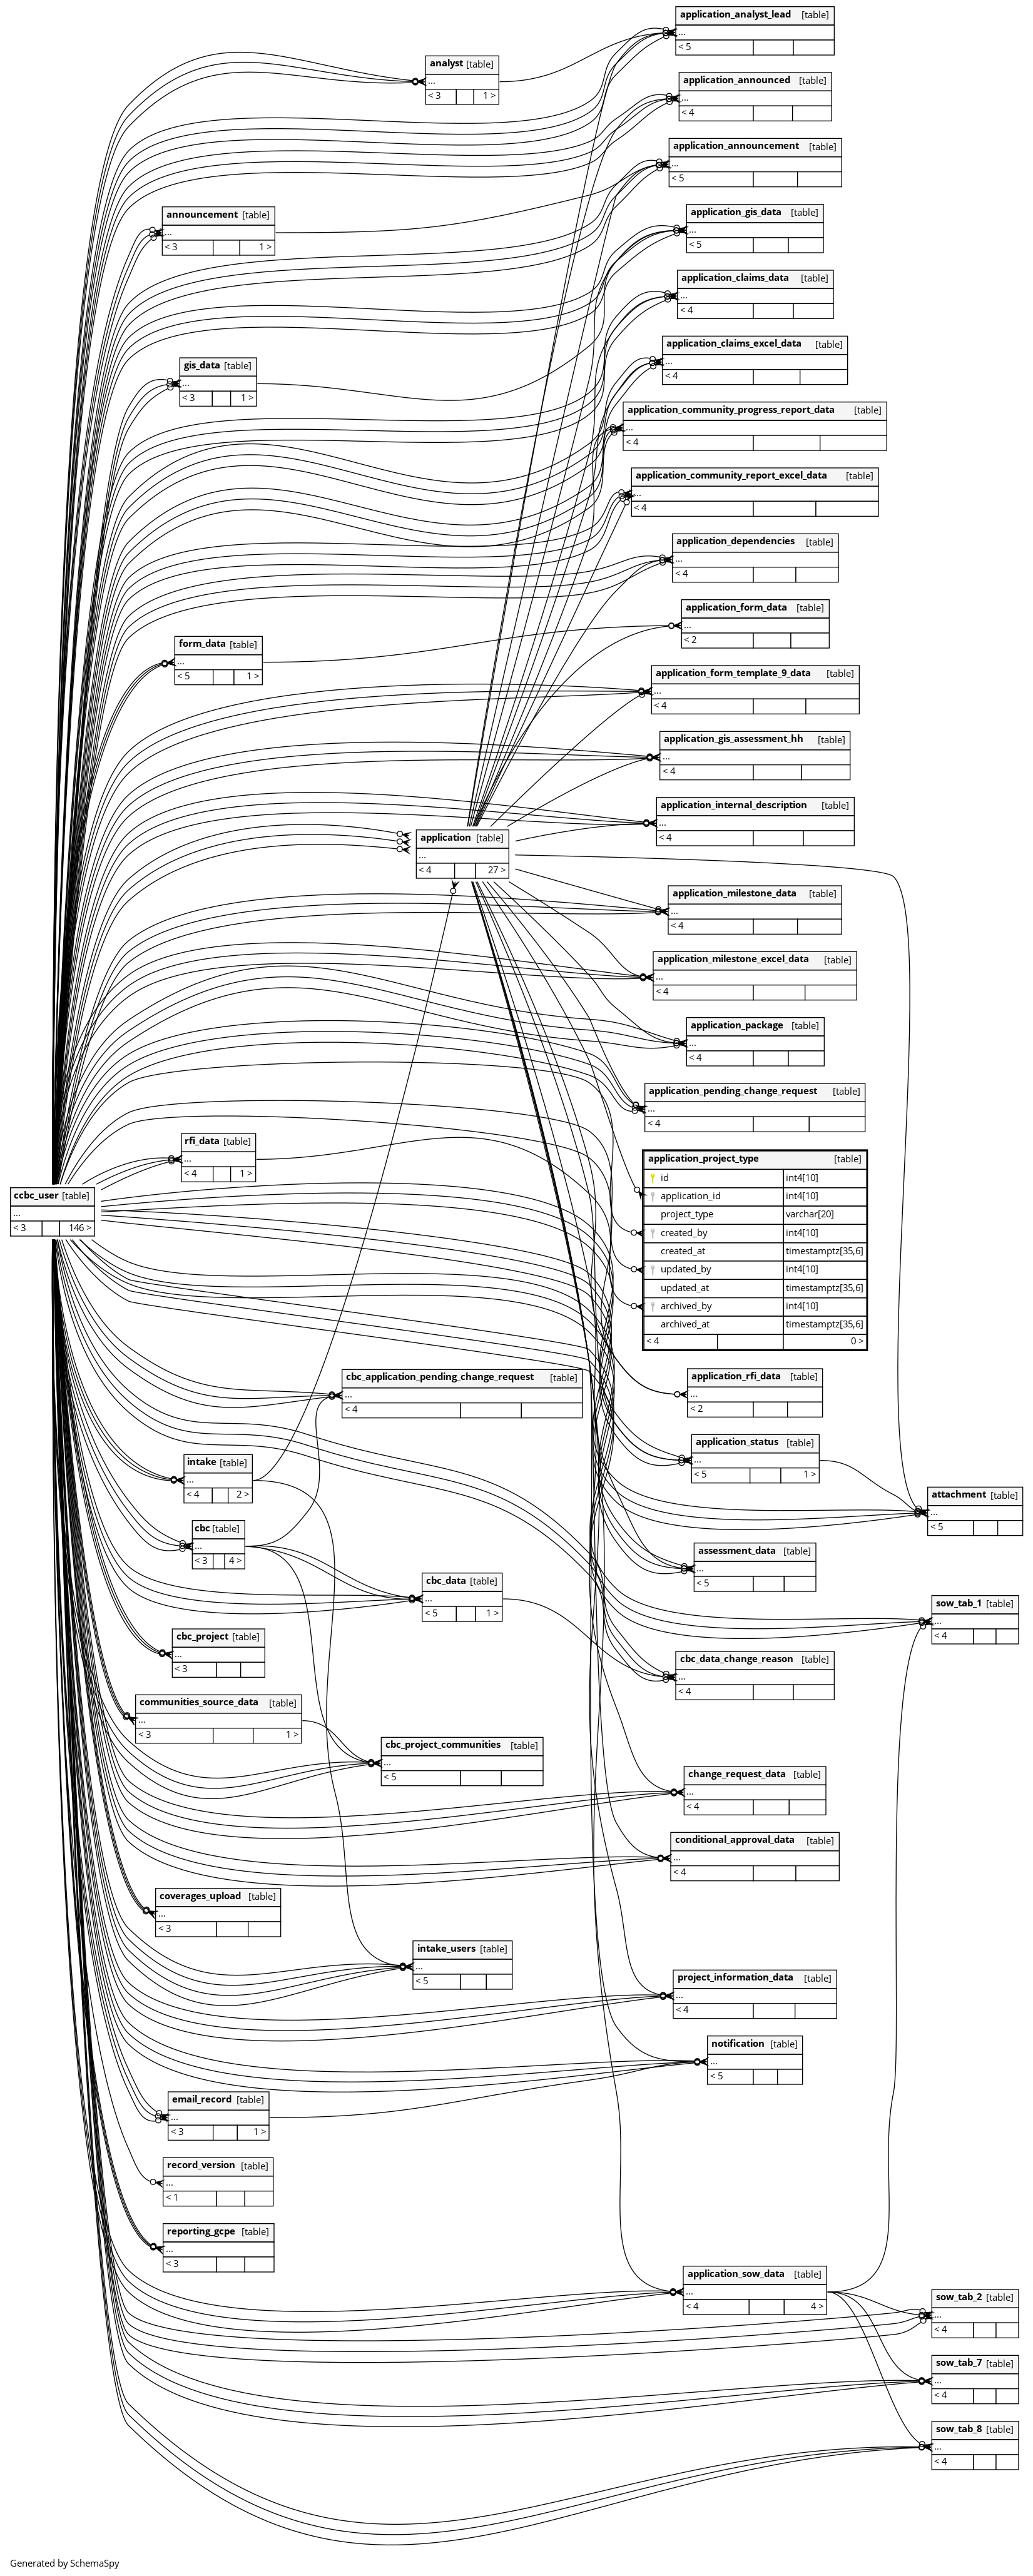 application_analyst_lead [table]
...
< 5
analyst [table]
...
< 3 1 >
application_announced [table]
...
< 4
application_announcement [table]
...
< 5
announcement [table]
...
< 3 1 >
application_gis_data [table]
...
< 5
application_claims_data [table]
...
< 4
application_claims_excel_data [table]
...
< 4
gis_data [table]
...
< 3 1 >
application_community_progress_report_data [table]
...
< 4
application_community_report_excel_data [table]
...
< 4
application_dependencies [table]
...
< 4
application_form_data [table]
...
< 2
form_data [table]
...
< 5 1 >
application_form_template_9_data [table]
...
< 4
application_gis_assessment_hh [table]
...
< 4
application_internal_description [table]
...
< 4
application [table]
...
< 4 27 >
application_milestone_data [table]
...
< 4
application_milestone_excel_data [table]
...
< 4
application_package [table]
...
< 4
application_pending_change_request [table]
...
< 4
rfi_data [table]
...
< 4 1 >
application_project_type [table]
id int4[10]
application_id int4[10]
project_type varchar[20]
created_by int4[10]
created_at timestamptz[35,6]
updated_by int4[10]
updated_at timestamptz[35,6]
archived_by int4[10]
archived_at timestamptz[35,6]
< 4 0 >
ccbc_user [table]
...
< 3 146 >
cbc_application_pending_change_request [table]
...
< 4
application_rfi_data [table]
...
< 2
application_status [table]
...
< 5 1 >
intake [table]
...
< 4 2 >
attachment [table]
...
< 5
cbc [table]
...
< 3 4 >
assessment_data [table]
...
< 5
cbc_data [table]
...
< 5 1 >
sow_tab_1 [table]
...
< 4
cbc_project [table]
...
< 3
cbc_data_change_reason [table]
...
< 4
communities_source_data [table]
...
< 3 1 >
cbc_project_communities [table]
...
< 5
change_request_data [table]
...
< 4
conditional_approval_data [table]
...
< 4
coverages_upload [table]
...
< 3
intake_users [table]
...
< 5
project_information_data [table]
...
< 4
notification [table]
...
< 5
email_record [table]
...
< 3 1 >
record_version [table]
...
< 1
reporting_gcpe [table]
...
< 3
application_sow_data [table]
...
< 4 4 >
sow_tab_2 [table]
...
< 4
sow_tab_7 [table]
...
< 4
sow_tab_8 [table]
...
< 4
Generated by SchemaSpy